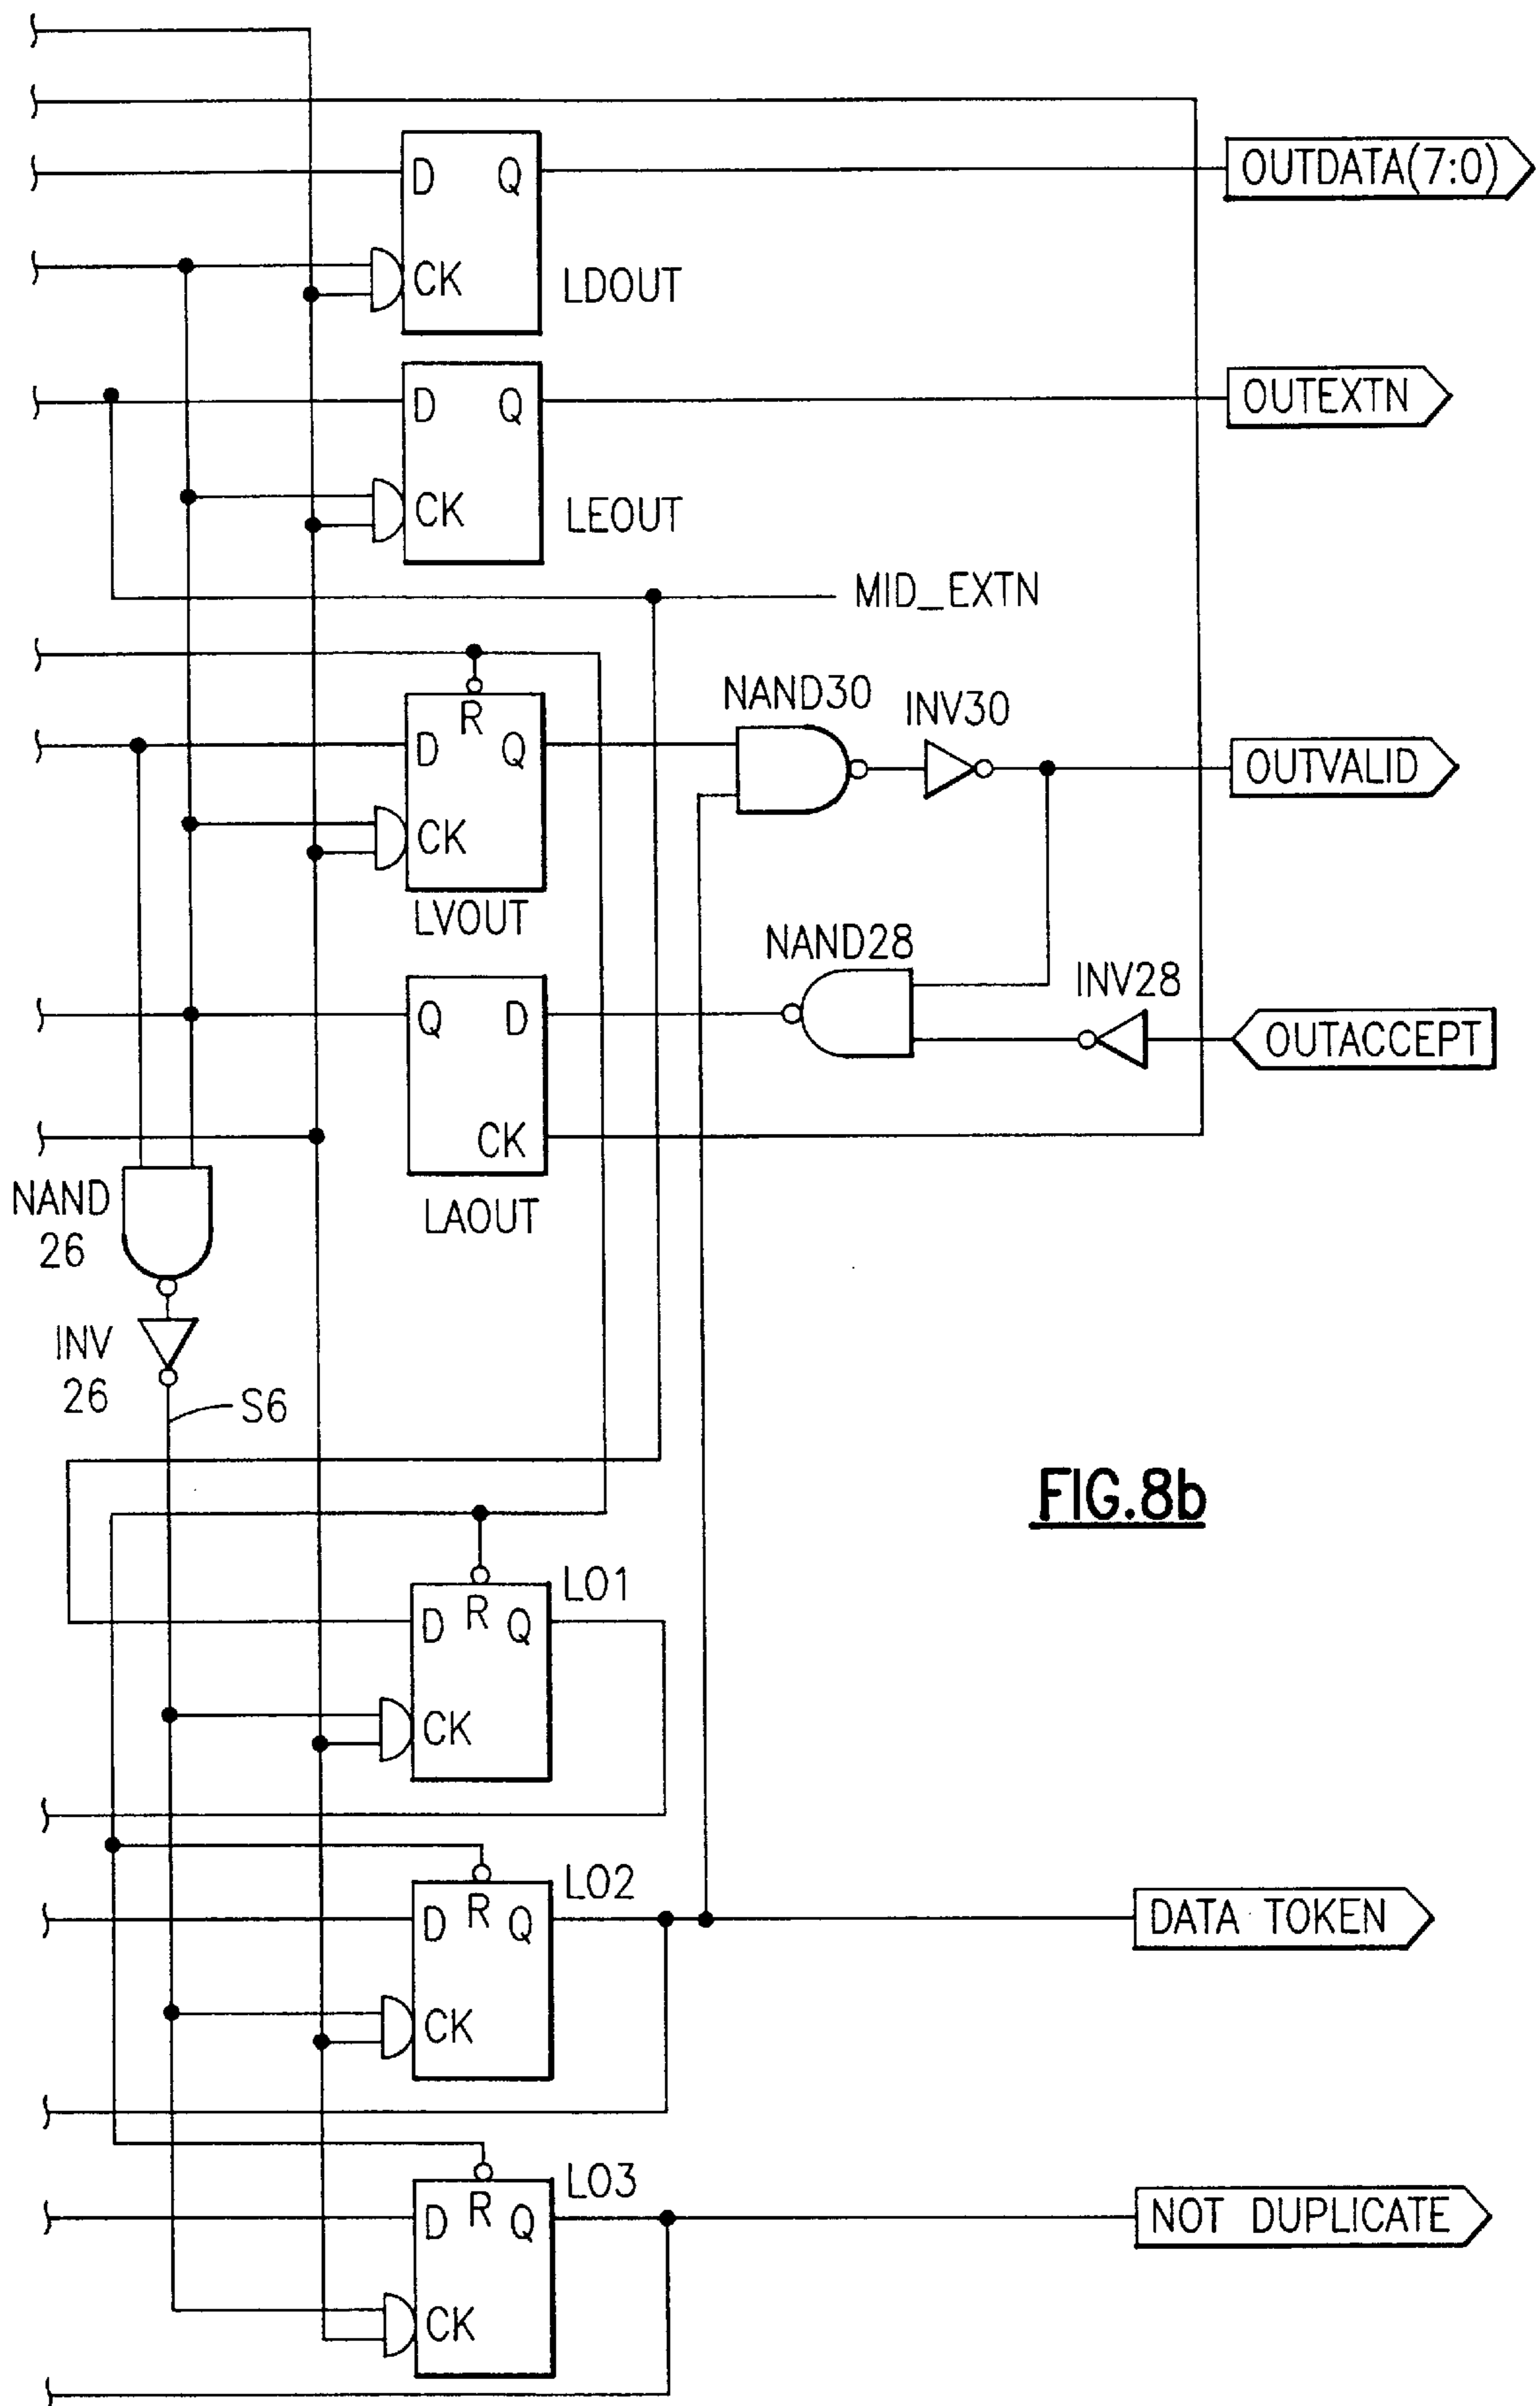 D Q
OUTDATA(7:0)
CK
LDOUT
D Q
OUTEXTN
CK
LEOUT
MID_EXTN
R
D Q
CK
LVOUT
NAND30
INV30
OUTVALID
NAND28
INV28
OUTACCEPT
Q D
CK
LAOUT
NAND
26
INV
26
S6
FIG.8b
LO1
D R Q
CK
LO2
D R Q
CK
DATA TOKEN
LO3
D R Q
CK
NOT DUPLICATE